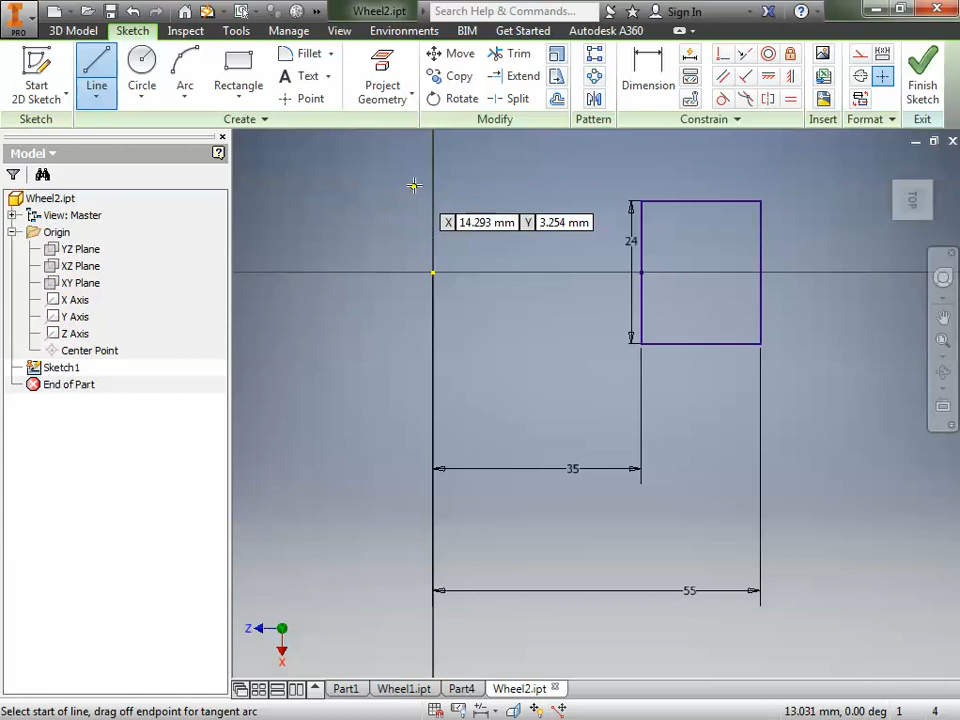 Wheel2.ipt
Search Help & Commands...
Sign In
PRO
3D Model
Sketch
Inspect
Tools
Manage
View
Environments
BIM
Get Started
Autodesk A360
Start
2D Sketch
Line
Circle
Arc
Rectangle
Fillet
Text
Point
Project
Geometry
Move
Copy
Rotate
Trim
Extend
Split
Dimension
Finish
Sketch
Sketch
Create
Modify
Pattern
Constrain
Insert
Format
Exit
Model
Wheel2.ipt
View: Master
Origin
YZ Plane
XZ Plane
XY Plane
X Axis
Y Axis
Z Axis
Center Point
Sketch1
End of Part
TOP
X 14.293 mm Y 3.254 mm
24
35
55
Z
X
Part1
Wheel1.ipt
Part4
Wheel2.ipt
Select start of line, drag off endpoint for tangent arc
13.031 mm, 0.00 deg 1 4